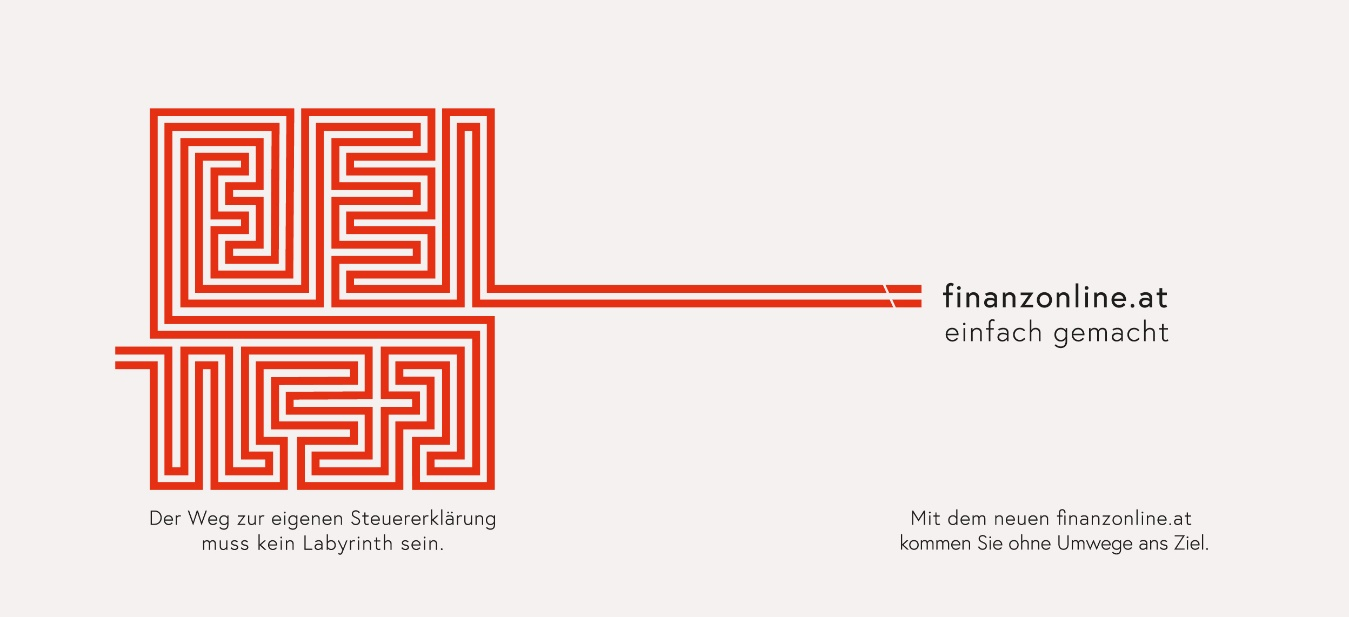 finanzonline.at
einfach gemacht
Der Weg zur eigenen Steuererklärung
muss kein Labyrinth sein.
Mit dem neuen finanzonline.at
kommen Sie ohne Umwege ans Ziel.